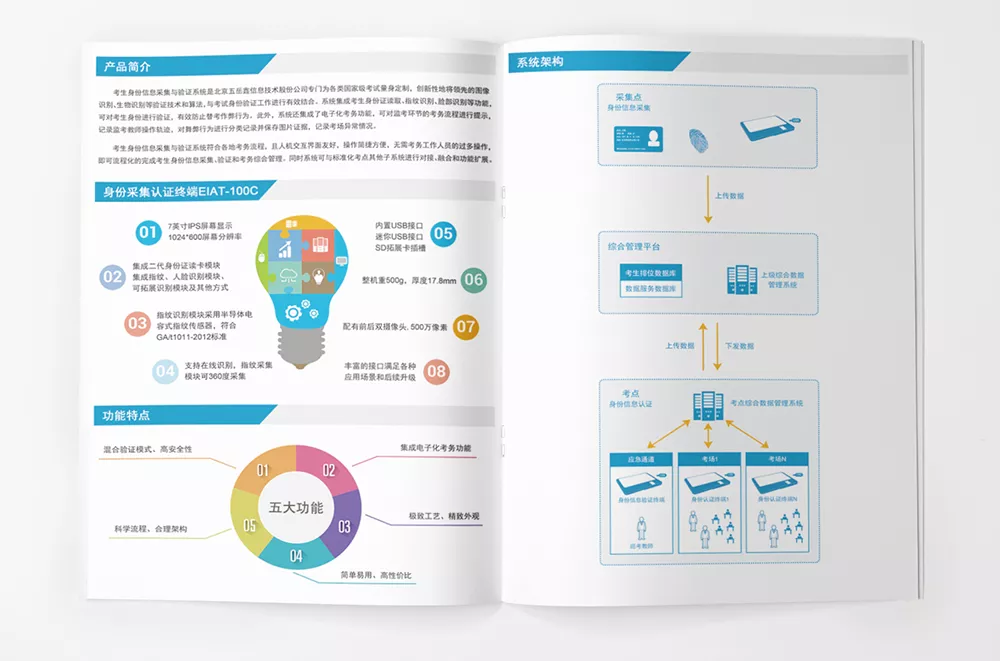 产品简介
考生身份信息采集与验证系统是北京五岳鑫信息技术股份公司专门为各类国家级考试量身定制，创新性地将领先的图像
识别、生物识别等验证技术和算法，与考试身份验证工作进行有效结合。系统集成考生身份证读取、指纹识别、脸部识别等功能，
可对考生身份进行验证，有效防止替考作弊行为。此外，系统还集成了电子化考务功能，可对监考环节的考务流程进行提示，
记录监考教师操作轨迹，对舞弊行为进行分类记录并保存图片证据，记录考场异常情况。
考生身份信息采集与验证系统符合各地考务流程，且人机交互界面友好，操作简捷方便，无需考务工作人员的过多操作，
即可流程化的完成考生身份信息采集、验证和考务综合管理。同时系统可与标准化考点其他子系统进行对接、融合和功能扩展。
身份采集认证终端EIAT-100C
01
7英寸IPS屏幕显示
1024*600屏幕分辨率
02
集成二代身份证读卡模块
集成指纹、人脸识别模块、
可拓展识别模块及其他方式
03
指纹识别模块采用半导体电
容式指纹传感器，符合
GA/t1011-2012标准
04
支持在线识别，指纹采集
模块可360度采集
内置USB接口
迷你USB接口
SD拓展卡插槽
05
整机重500g，厚度17.8mm
06
配有前后双摄像头，500万像素
07
丰富的接口满足各种
应用场景和后续升级
08
功能特点
混合验证模式、高安全性
集成电子化考务功能
极致工艺、精致外观
简单易用、高性价比
科学流程、合理架构
01
02
03
04
05
五大功能
系统架构
采集点
身份信息采集
上传数据
综合管理平台
考生排位数据库
数据服务数据库
上级综合数据
管理系统
上传数据
下发数据
考点
身份信息认证
考点综合数据管理系统
应急通道
身份信息验证终端
应考教师
考场1
身份认证终端1
考场N
身份认证终端N